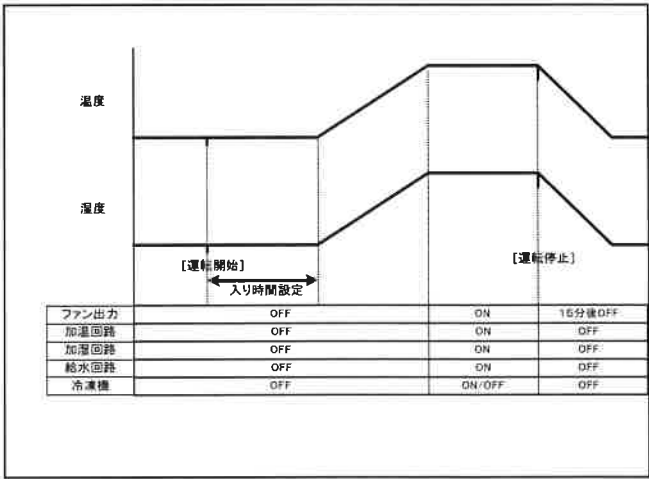 温度
湿度
[運転開始]
[運転停止]
入り時間設定
ファン出力 OFF ON 15分後OFF
加温回路 OFF ON OFF
加湿回路 OFF ON OFF
給水回路 OFF ON OFF
冷凍機 OFF ON/OFF OFF